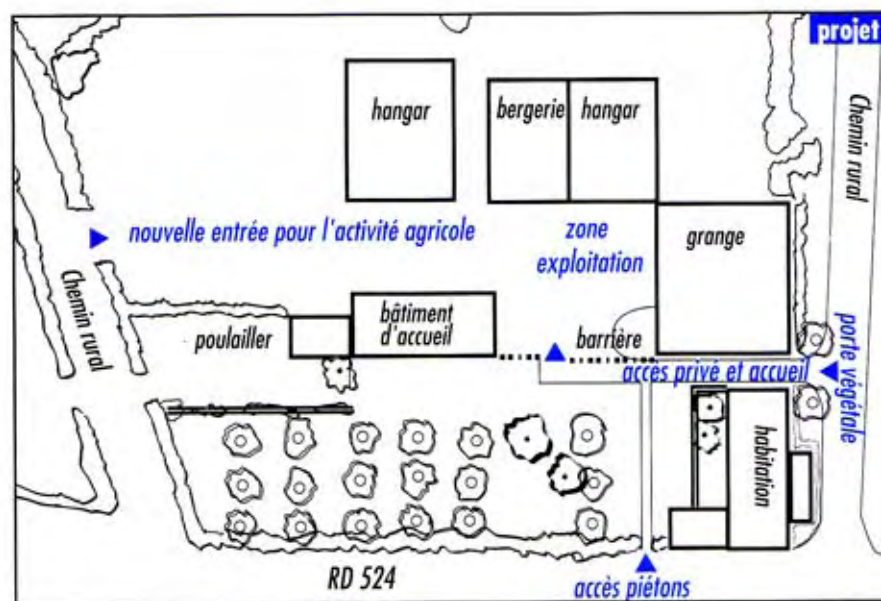 projet
hangar
bergerie
hangar
Chemin rural
nouvelle entrée pour l'activité agricole
zone
exploitation
grange
Chemin rural
poulailler
bâtiment
d'accueil
barrière
accès privé et accueil
porte végétale
habitation
RD 524
accès piétons